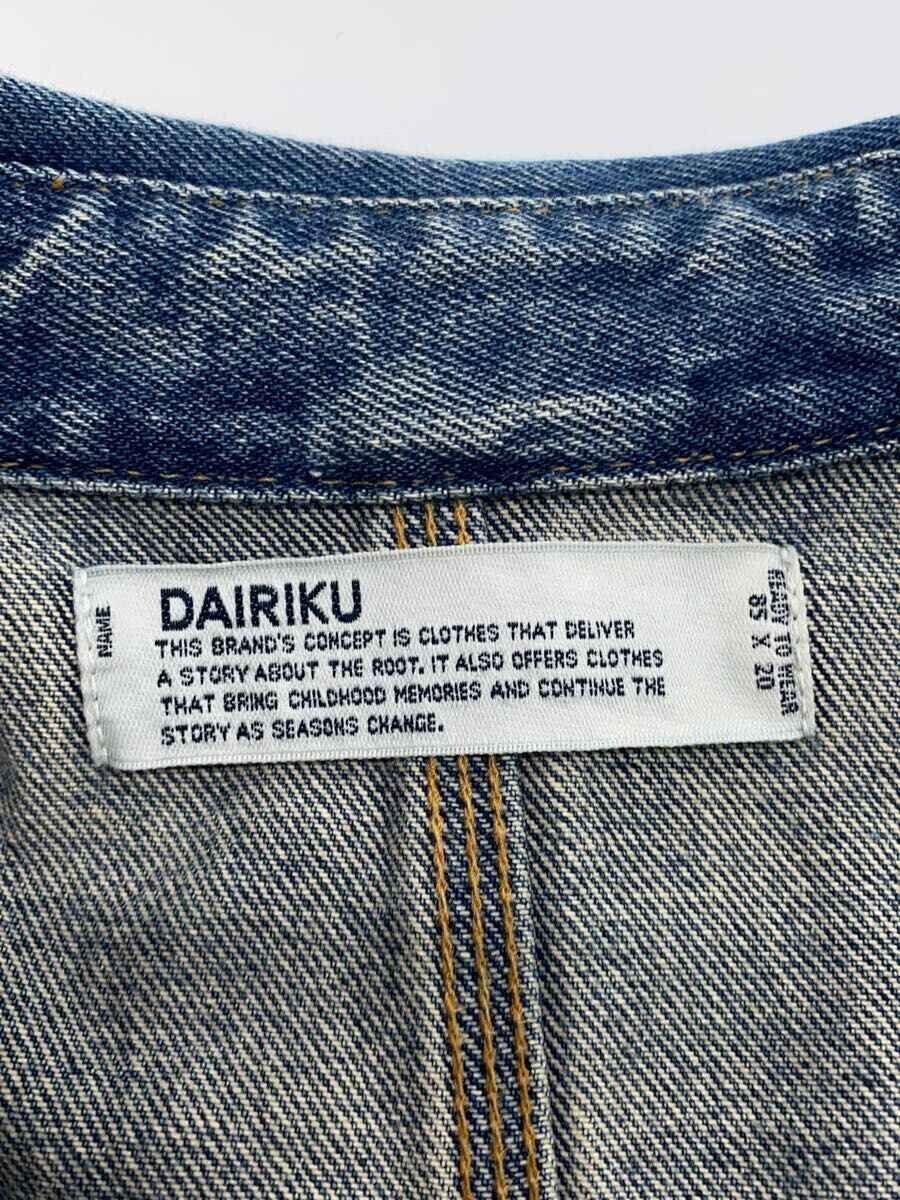 NAME
DAIRIKU
THIS BRAND'S CONCEPT IS CLOTHES THAT DELIVER
A STORY ABOUT THE ROOT. IT ALSO OFFERS CLOTHES
THAT BRING CHILDHOOD MEMORIES AND CONTINUE THE
STORY AS SEASONS CHANGE.
READY TO WEAR
85 X 20